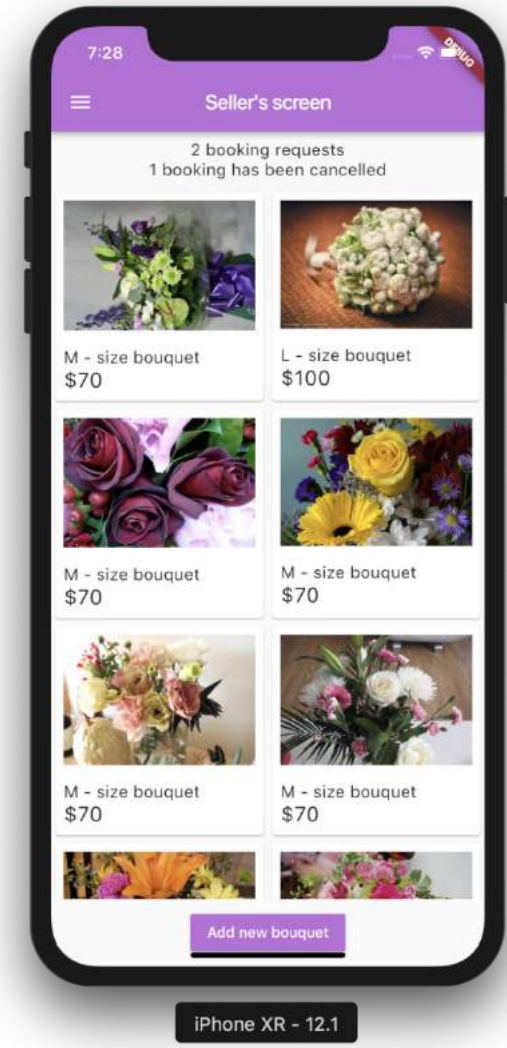 7:28
DEBUG
Seller's screen
2 booking requests
1 booking has been cancelled
M - size bouquet
$70
L - size bouquet
$100
M - size bouquet
$70
M - size bouquet
$70
M - size bouquet
$70
M - size bouquet
$70
Add new bouquet
iPhone XR - 12.1